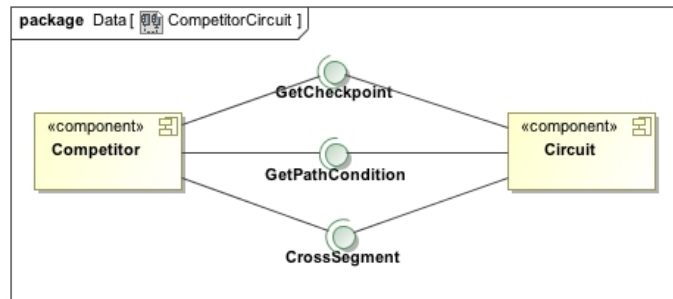 package Data [ CompetitorCircuit ]
GetCheckpoint
«component»
Competitor
«component»
Circuit
GetPathCondition
CrossSegment